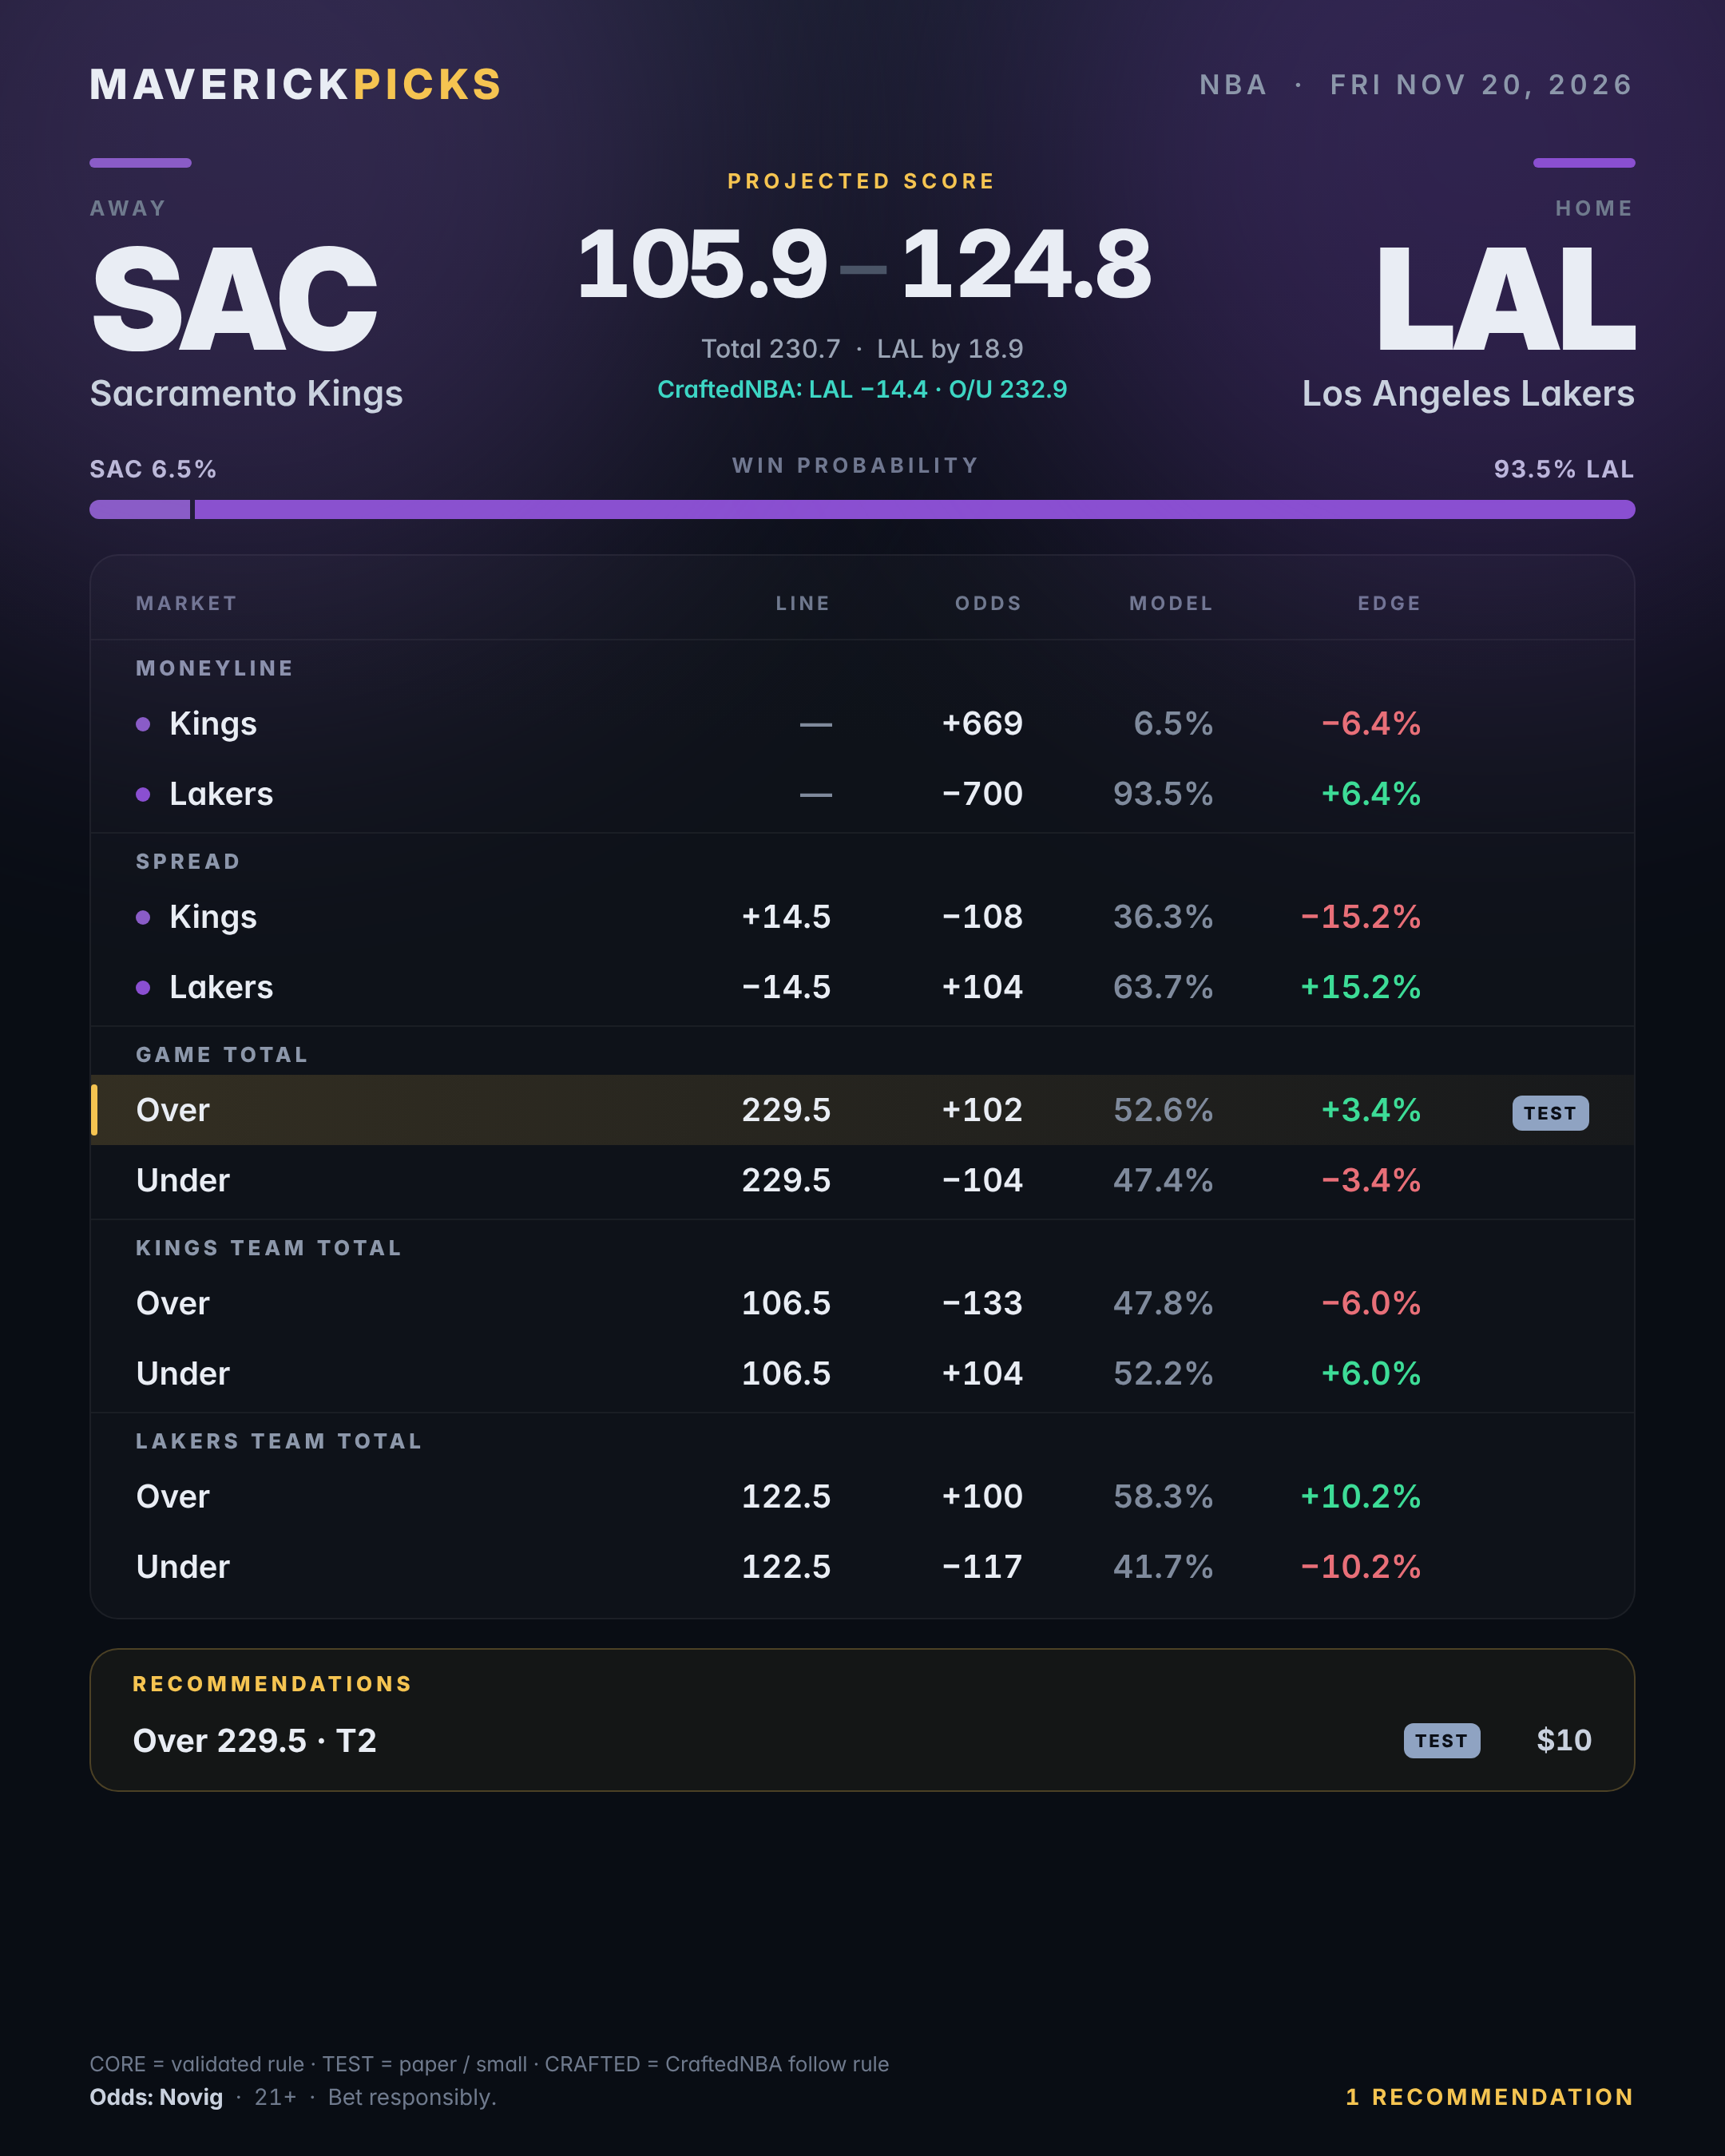 MAVERICKPICKS
NBA · FRI NOV 20, 2026
AWAY
SAC
Sacramento Kings
PROJECTED SCORE
105.9–124.8
Total 230.7 · LAL by 18.9
CraftedNBA: LAL −14.4 · O/U 232.9
HOME
LAL
Los Angeles Lakers
SAC 6.5% WIN PROBABILITY 93.5% LAL
MARKET LINE ODDS MODEL EDGE
MONEYLINE
Kings — +669 6.5% −6.4%
Lakers — −700 93.5% +6.4%
SPREAD
Kings +14.5 −108 36.3% −15.2%
Lakers −14.5 +104 63.7% +15.2%
GAME TOTAL
Over 229.5 +102 52.6% +3.4% TEST
Under 229.5 −104 47.4% −3.4%
KINGS TEAM TOTAL
Over 106.5 −133 47.8% −6.0%
Under 106.5 +104 52.2% +6.0%
LAKERS TEAM TOTAL
Over 122.5 +100 58.3% +10.2%
Under 122.5 −117 41.7% −10.2%
RECOMMENDATIONS
Over 229.5 · T2 TEST $10
CORE = validated rule · TEST = paper / small · CRAFTED = CraftedNBA follow rule
Odds: Novig · 21+ · Bet responsibly.
1 RECOMMENDATION